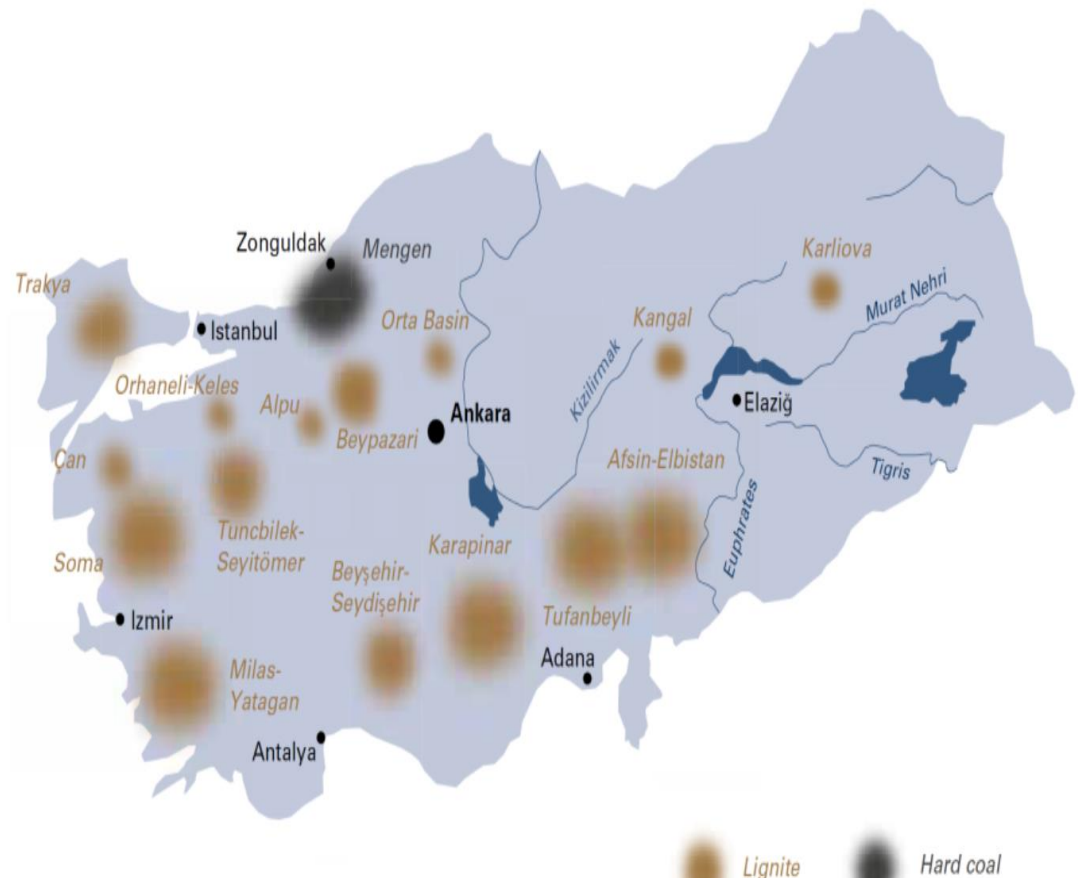 Zonguldak
Mengen
Karliova
Trakya
Murat Nehri
Istanbul
Orta Basin
Kangal
Kizilirmak
Orhaneli-Keles
Alpu
Ankara
Elaziğ
Beypazari
Çan
Afsin-Elbistan
Tigris
Euphrates
Tuncbilek-
Seyitömer
Karapinar
Soma
Beyşehir-
Seydişehir
Izmir
Tufanbeyli
Milas-
Yatagan
Adana
Antalya
Lignite
Hard coal